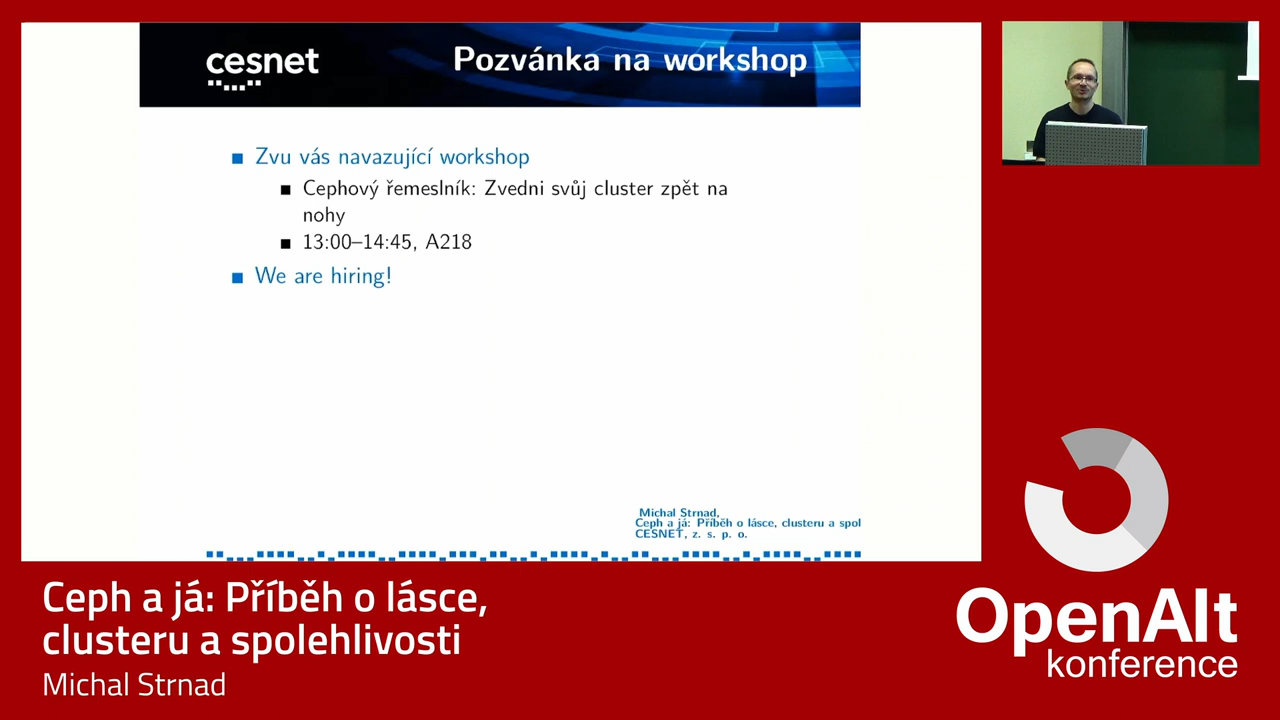 cesnet
Pozvánka na workshop
Zvu vás navazující workshop
Cephový řemeslník: Zvedni svůj cluster zpět na
nohy
13:00–14:45, A218
We are hiring!
Michal Strnad,
Ceph a já: Příběh o lásce, clusteru a spol
CESNET, z. s. p. o.
Ceph a já: Příběh o lásce,
clusteru a spolehlivosti
Michal Strnad
OpenAlt
konference